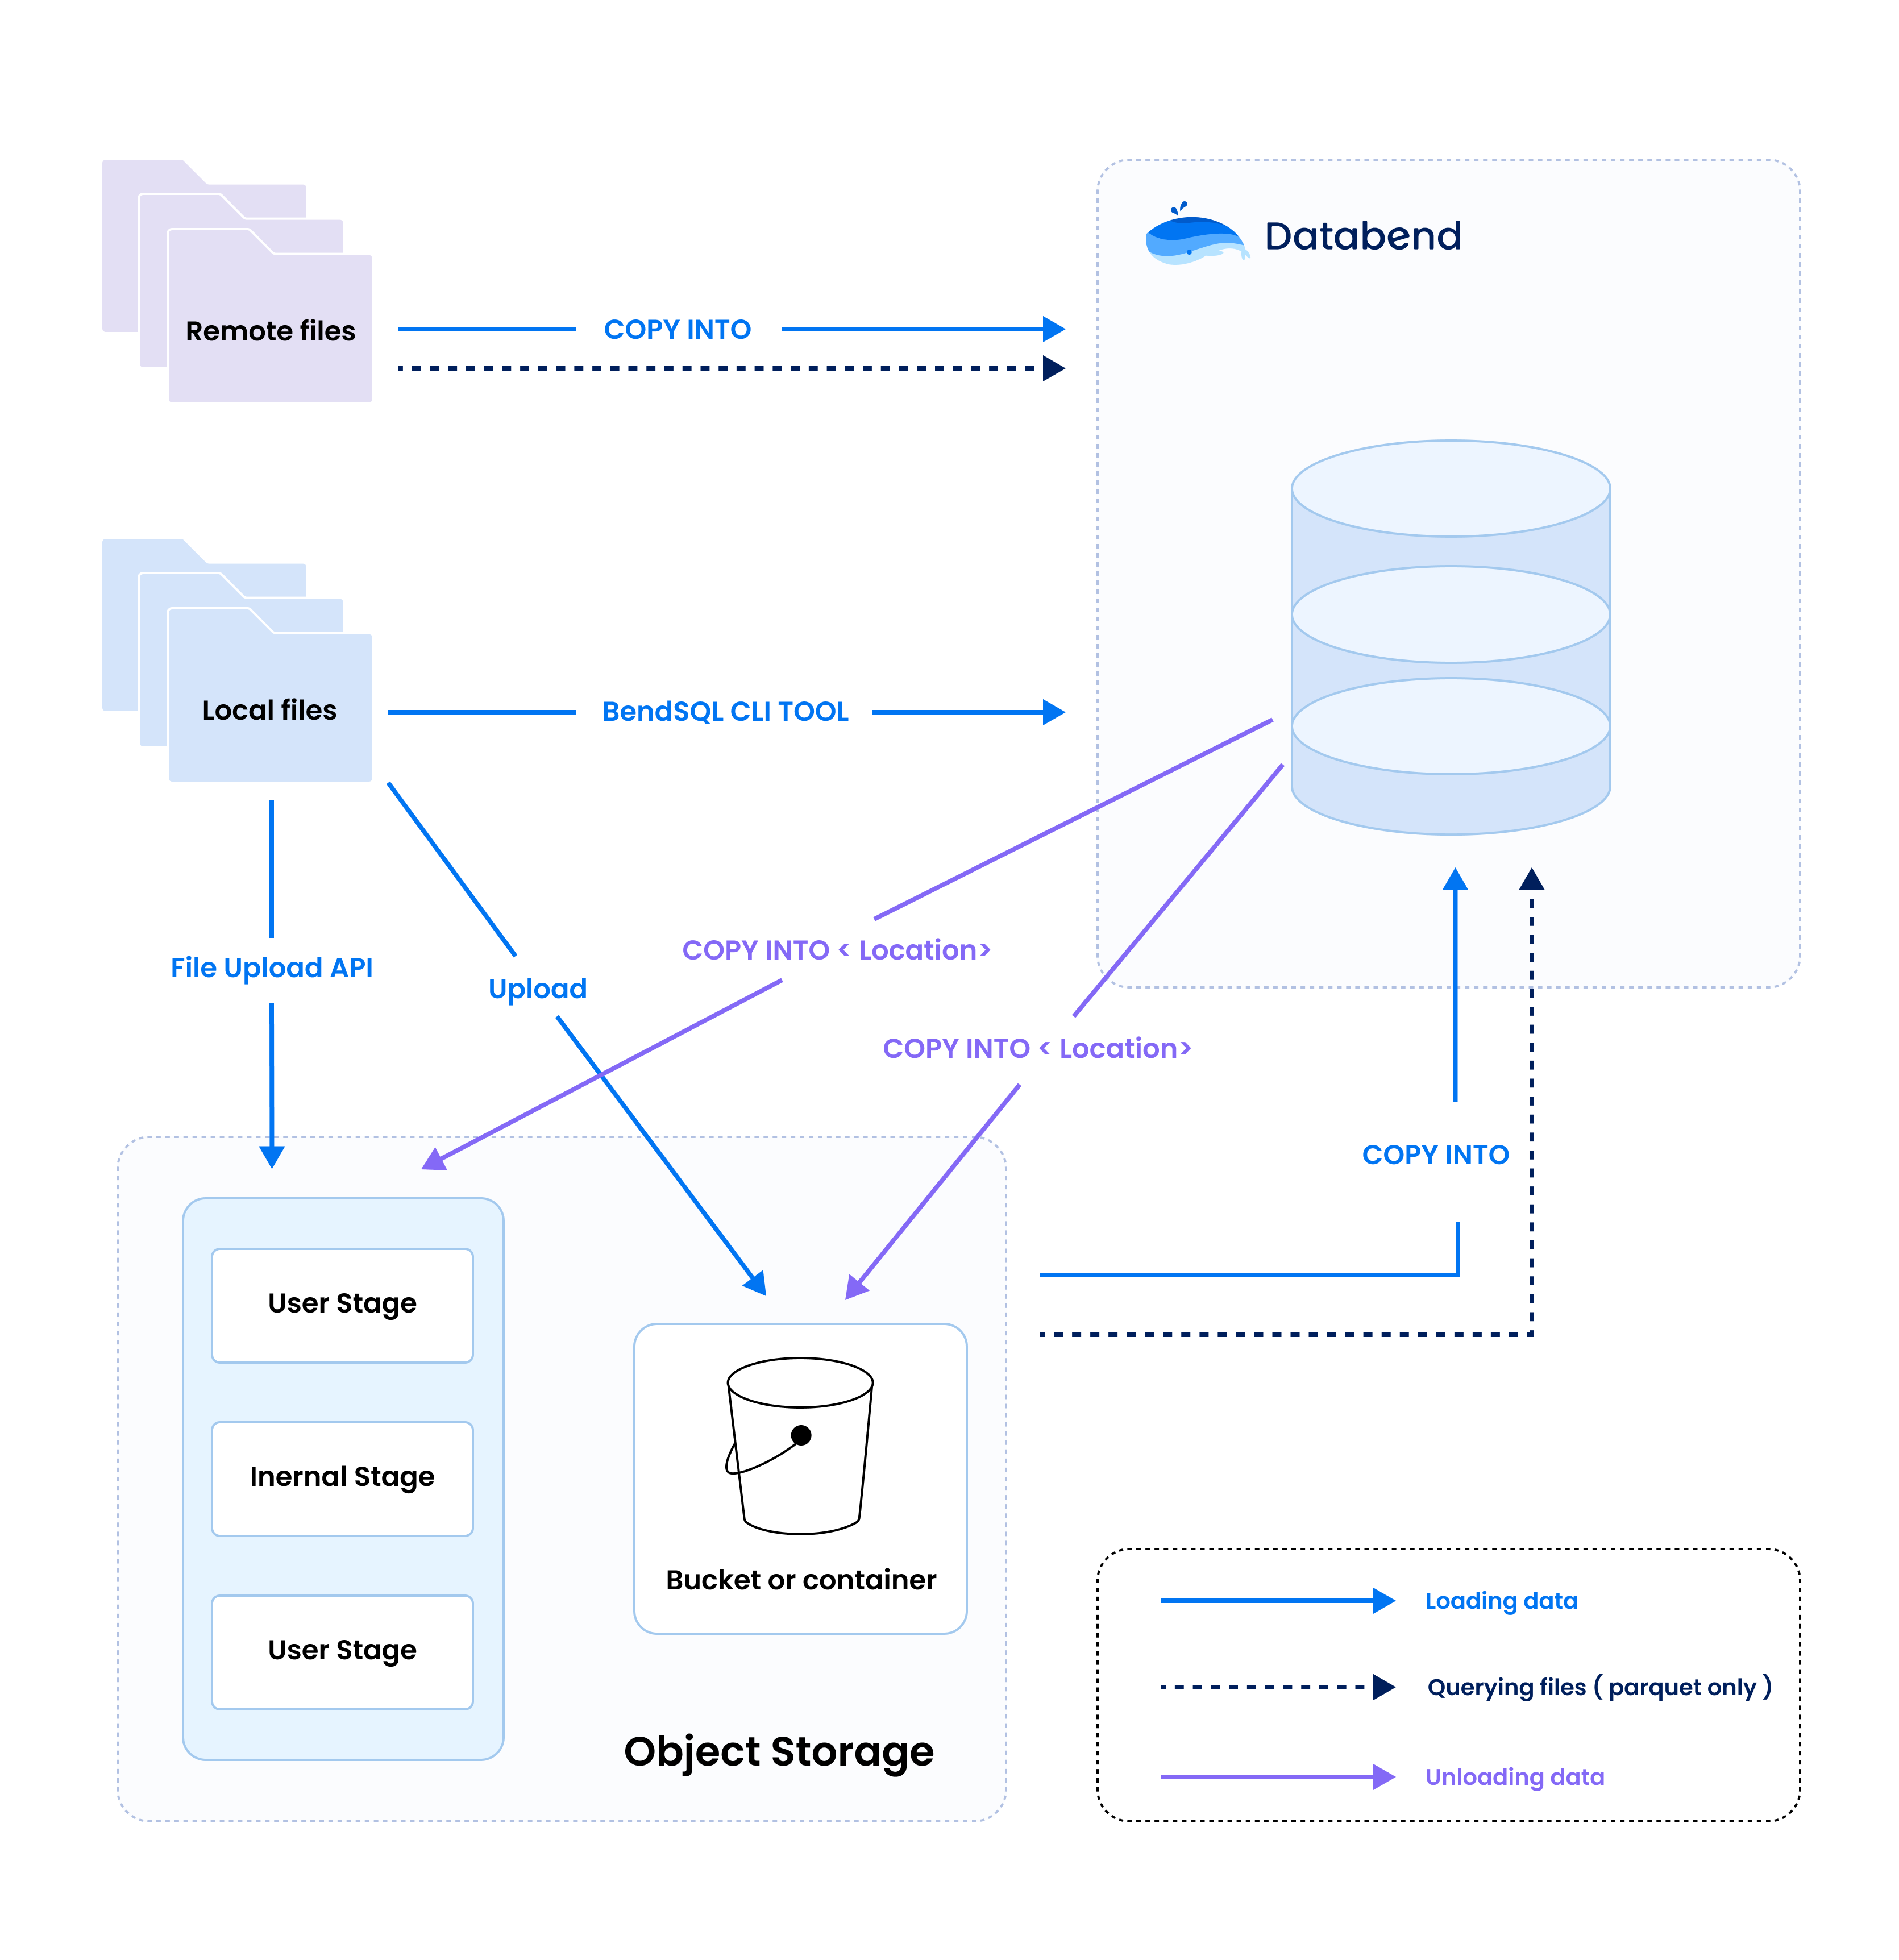 Databend
Remote files
COPY INTO
Local files
BendSQL CLI TOOL
COPY INTO < Location>
File Upload API
Upload
COPY INTO < Location>
COPY INTO
User Stage
Inernal Stage
User Stage
Bucket or container
Object Storage
Loading data
Querying files ( parquet only )
Unloading data